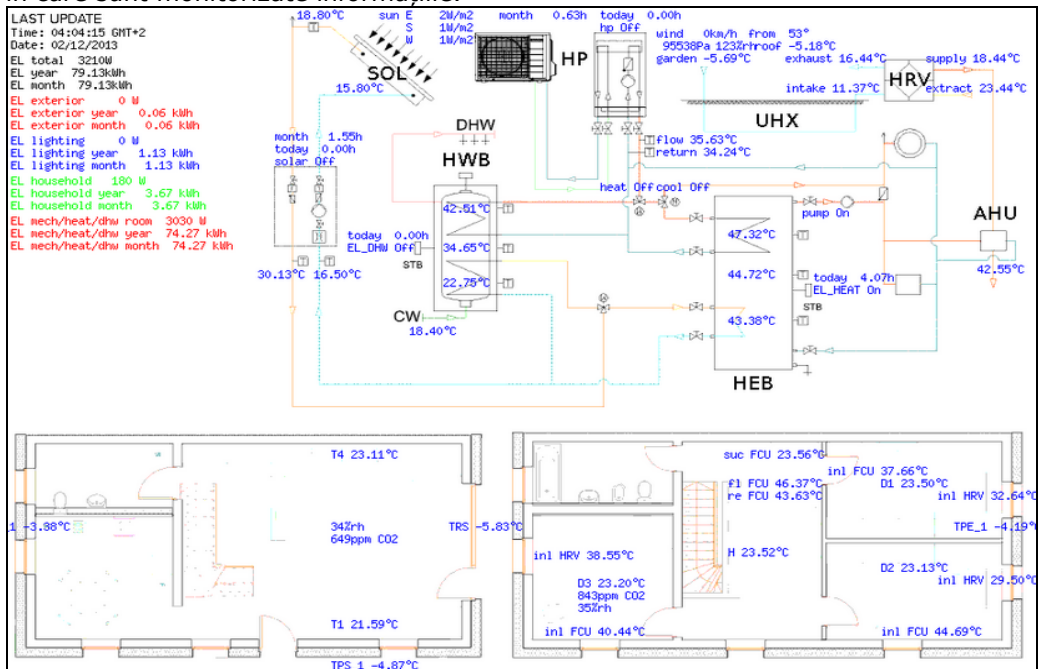 în care sunt monitorizate informațiile.
LAST UPDATE
Time: 04:04:15 GMT+2
Date: 02/12/2013
EL total 3210W
EL year 79.13kWh
EL month 79.13kWh
EL exterior 0 W
EL exterior year 0.06 kWh
EL exterior month 0.06 kWh
EL lighting 0 W
EL lighting year 1.13 kWh
EL lighting month 1.13 kWh
EL household 180 W
EL household year 3.67 kWh
EL household month 3.67 kWh
EL mech/heat/dhw room 3030 W
EL mech/heat/dhw year 74.27 kWh
EL mech/heat/dhw month 74.27 kWh
18.80°C
sun E 2W/m2
S 1W/m2
W 1W/m2
month 0.63h today 0.00h
hp Off
SOL
15.80°C
HP
wind 0km/h from 53°
95538Pa 123%rh roof -5.18°C
garden -5.69°C
exhaust 16.44°C
supply 18.44°C
HRV
intake 11.37°C
extract 23.44°C
UHX
month 1.55h
today 0.00h
solar Off
DHW
HWB
T
flow 35.63°C
T
return 34.24°C
heat Off cool Off
42.51°C
T
today 0.00h
EL_DHW Off
34.65°C
T
STB
22.75°C
T
30.13°C
T
16.50°C
T
CW
18.40°C
M
M
M
47.32°C
T
44.72°C
T
today 4.07h
EL_HEAT On
STB
43.38°C
T
HEB
pump On
AHU
42.55°C
T4 23.11°C
1 -3.38°C
34%rh
649ppm CO2
TRS -5.83°C
T1 21.59°C
TPS_1 -4.87°C
suc FCU 23.56°C
fl FCU 46.37°C
re FCU 43.63°C
inl FCU 37.66°C
D1 23.50°C
inl HRV 32.64°C
TPE_1 -4.19°C
inl HRV 38.55°C
H 23.52°C
D3 23.20°C
843ppm CO2
35%rh
D2 23.13°C
inl HRV 29.50°C
inl FCU 40.44°C
inl FCU 44.69°C